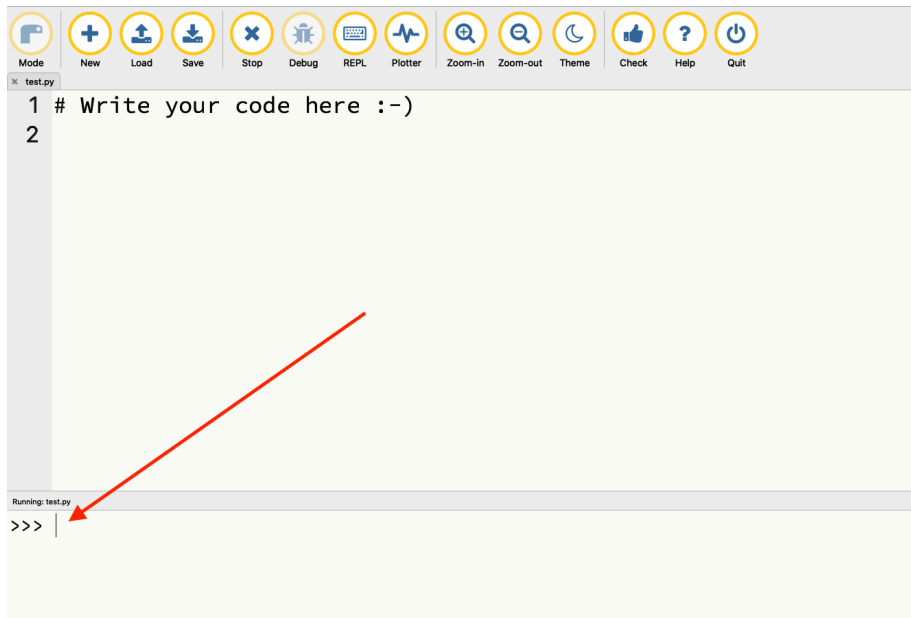 Mode New Load Save Stop Debug REPL Plotter Zoom-in Zoom-out Theme Check Help Quit
× test.py
1 # Write your code here :-)
2
Running: test.py
>>>